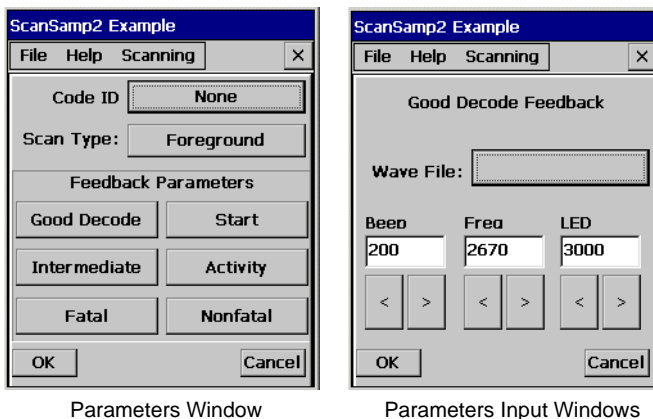 ScanSamp2 Example
File Help Scanning ×
Code ID None
Scan Type: Foreground
Feedback Parameters
Good Decode Start
Intermediate Activity
Fatal Nonfatal
OK Cancel
Parameters Window
ScanSamp2 Example
File Help Scanning ×
Good Decode Feedback
Wave File:
Beep Freq LED
200 2670 3000
< > < > < >
OK Cancel
Parameters Input Windows